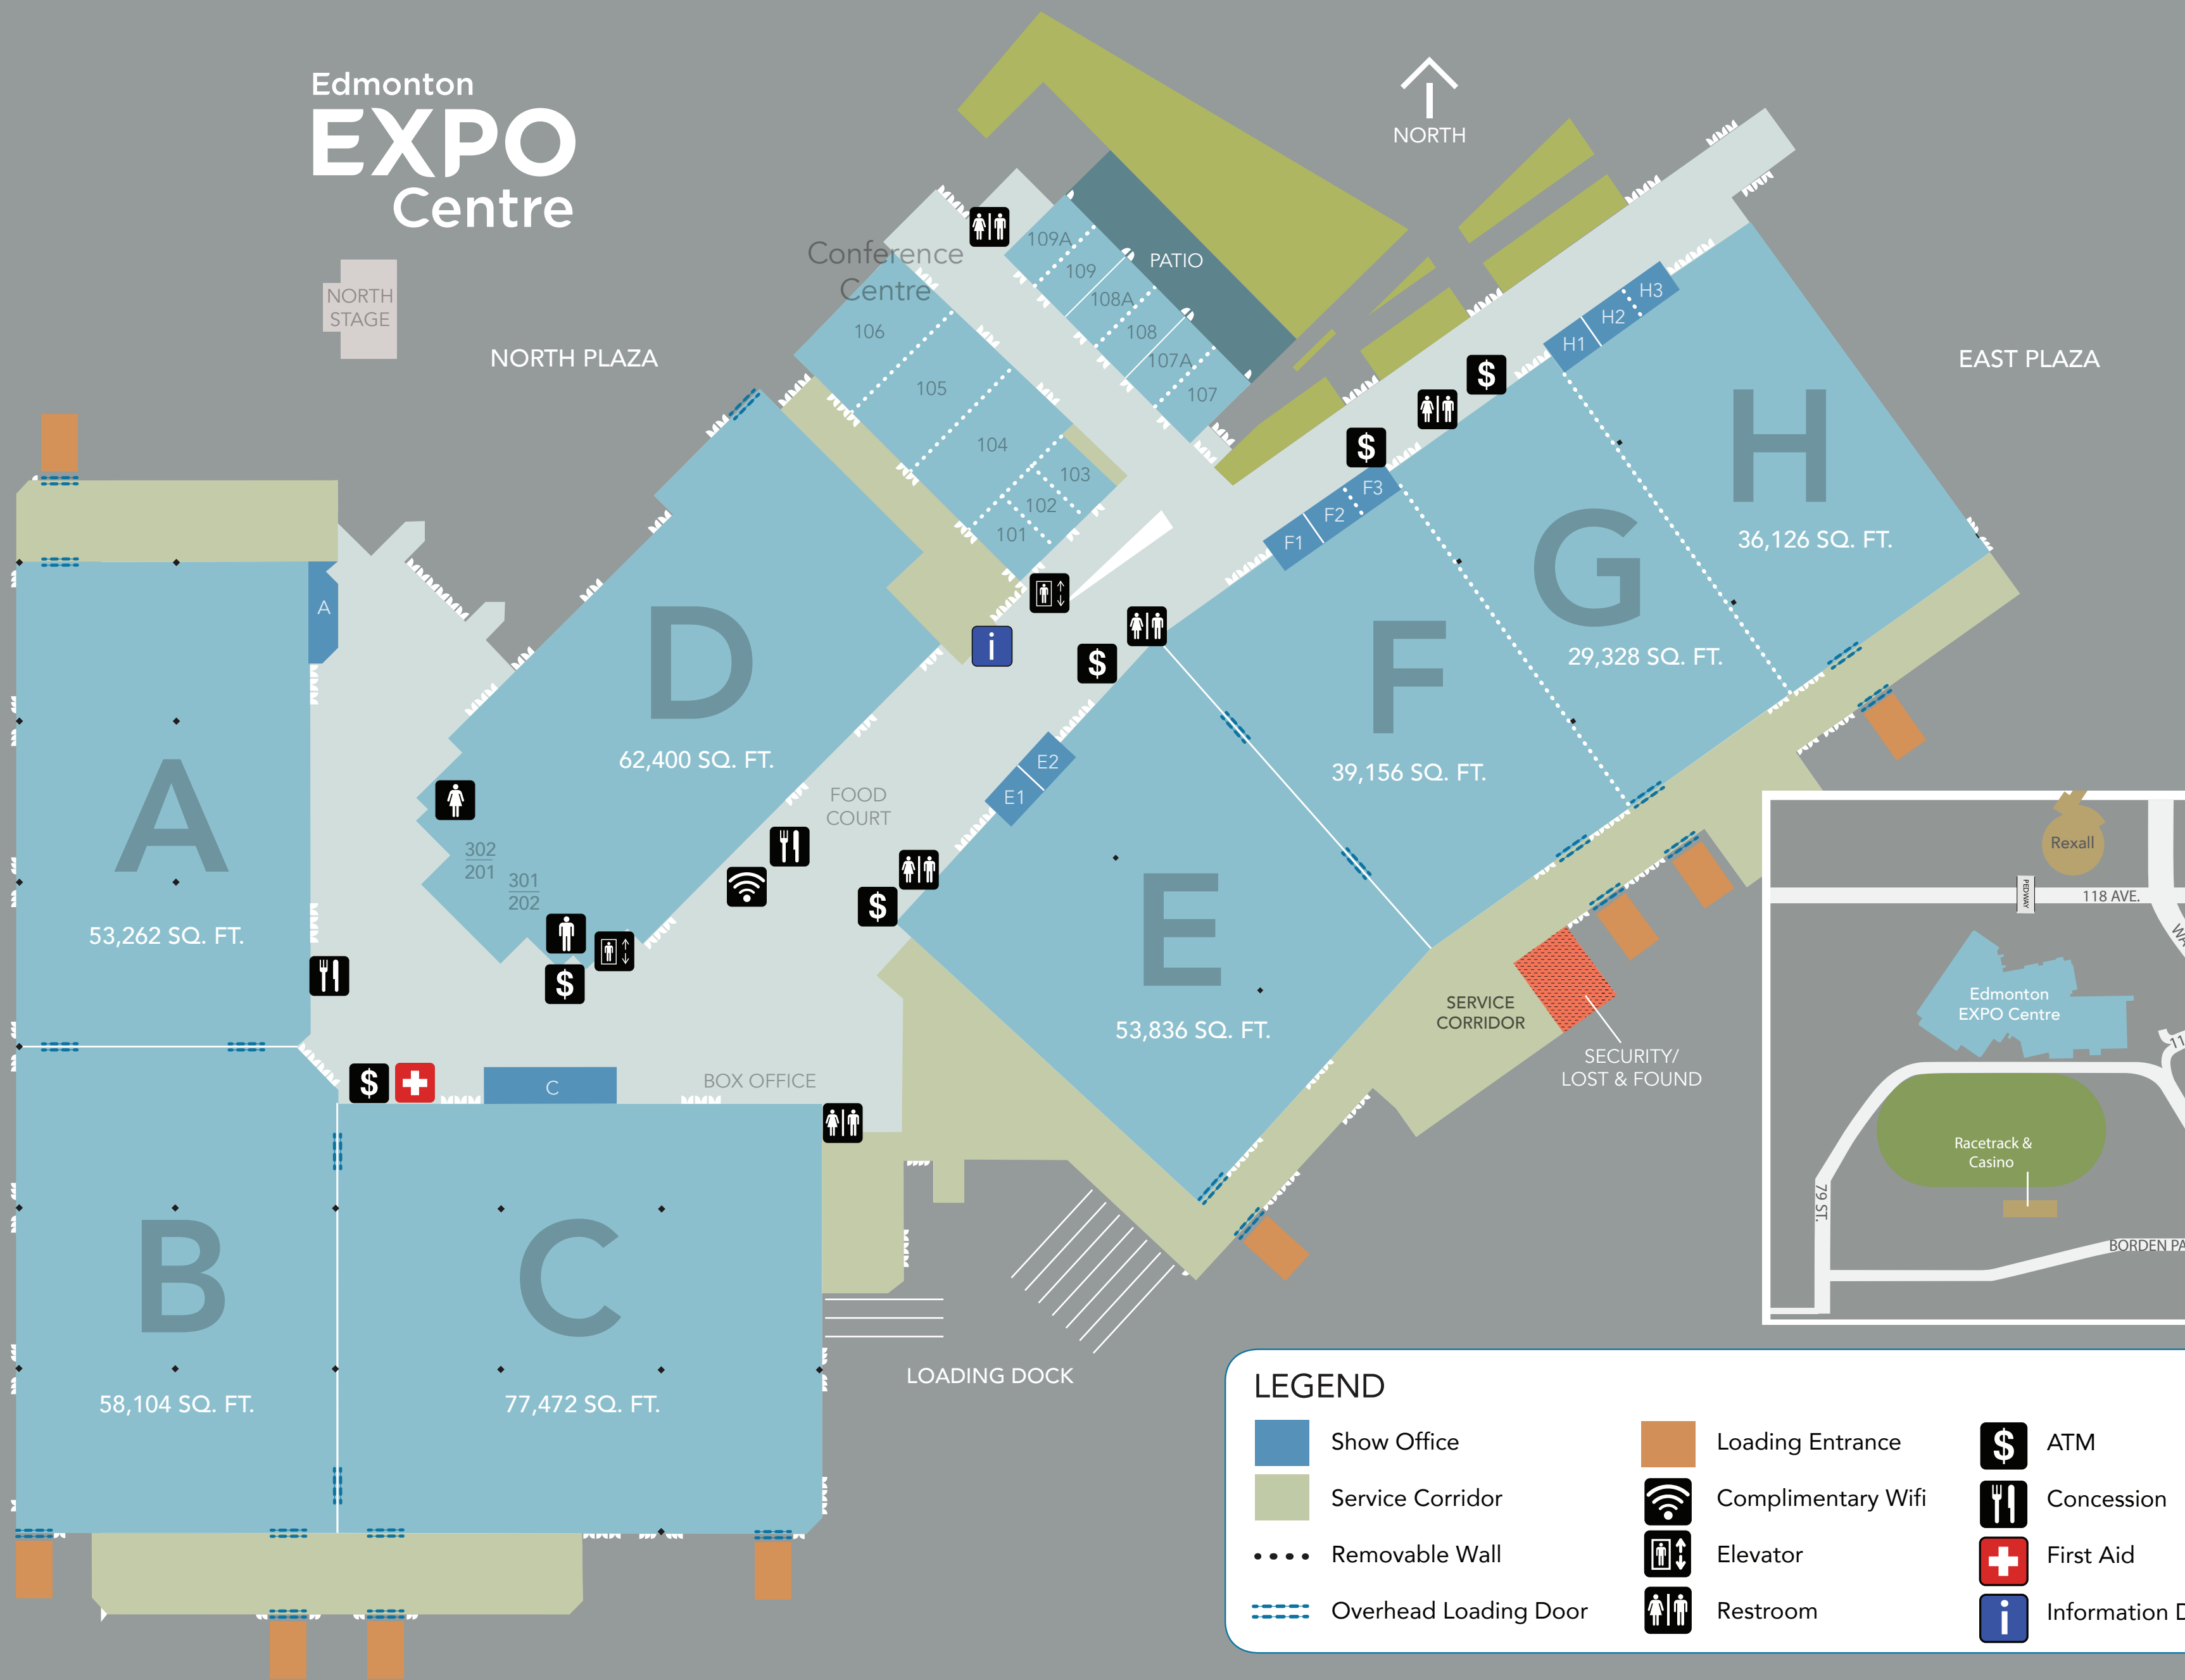 Edmonton
EXPO
Centre
NORTH
NORTH
STAGE
NORTH PLAZA
EAST PLAZA
Conference
Centre
PATIO
109A
109
108A
108
107A
107
106
105
104
103
102
101
H3
H2
H1
F3
F2
F1
H
36,126 SQ. FT.
G
29,328 SQ. FT.
F
39,156 SQ. FT.
A
D
62,400 SQ. FT.
E2
E1
FOOD
COURT
302
201
301
202
A
53,262 SQ. FT.
E
53,836 SQ. FT.
SERVICE
CORRIDOR
SECURITY/
LOST & FOUND
C
BOX OFFICE
B
58,104 SQ. FT.
C
77,472 SQ. FT.
LOADING DOCK
Rexall
PEDWAY
118 AVE.
WA
Edmonton
EXPO Centre
11
Racetrack &
Casino
79 ST.
BORDEN PA
LEGEND
Show Office
Service Corridor
Removable Wall
Overhead Loading Door
Loading Entrance
Complimentary Wifi
Elevator
Restroom
ATM
Concession
First Aid
Information D